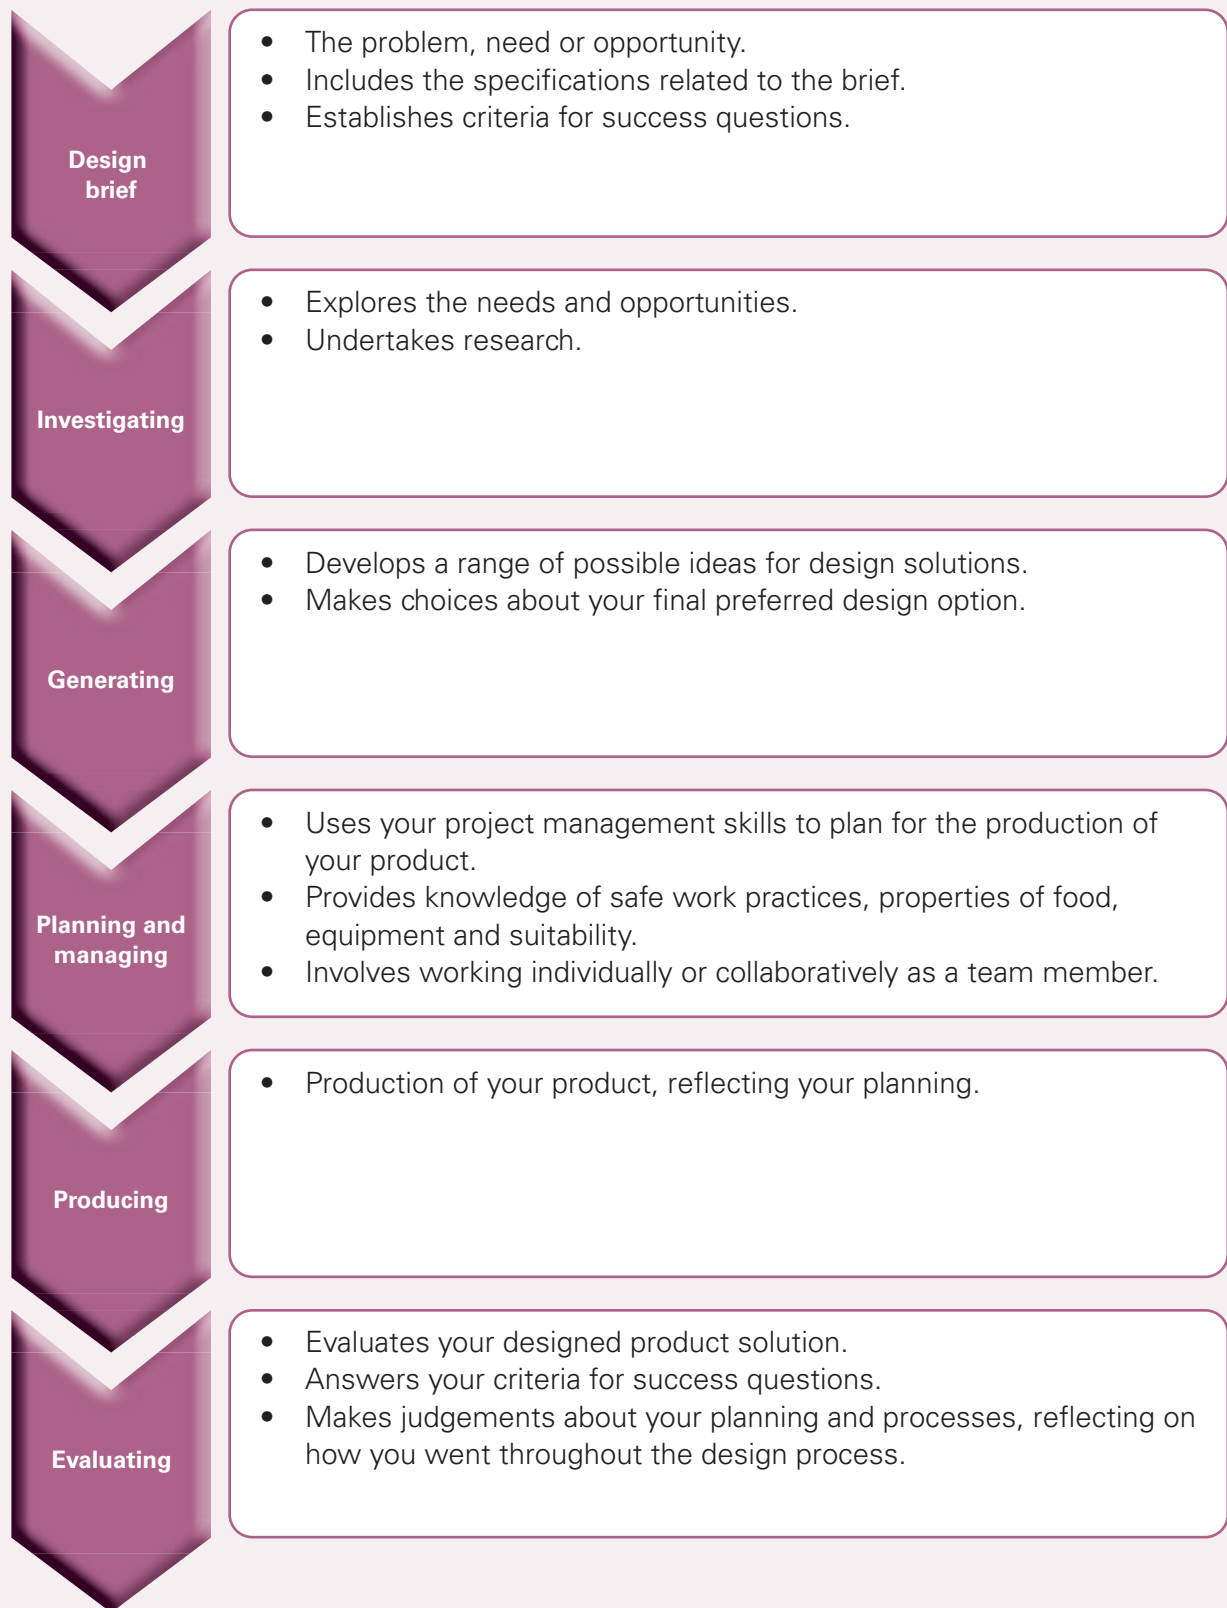 Design
brief
• The problem, need or opportunity.
• Includes the specifications related to the brief.
• Establishes criteria for success questions.
Investigating
• Explores the needs and opportunities.
• Undertakes research.
Generating
• Develops a range of possible ideas for design solutions.
• Makes choices about your final preferred design option.
Planning and
managing
• Uses your project management skills to plan for the production of
your product.
• Provides knowledge of safe work practices, properties of food,
equipment and suitability.
• Involves working individually or collaboratively as a team member.
Producing
• Production of your product, reflecting your planning.
Evaluating
• Evaluates your designed product solution.
• Answers your criteria for success questions.
• Makes judgements about your planning and processes, reflecting on
how you went throughout the design process.